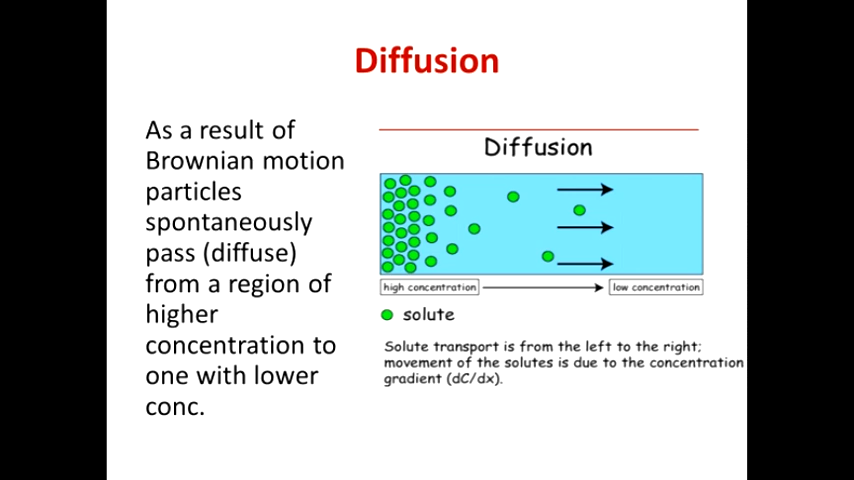 Diffusion
As a result of
Brownian motion
particles
spontaneously
pass (diffuse)
from a region of
higher
concentration to
one with lower
conc.
Diffusion
high concentration
low concentration
solute
Solute transport is from the left to the right;
movement of the solutes is due to the concentration
gradient (dC/dx).